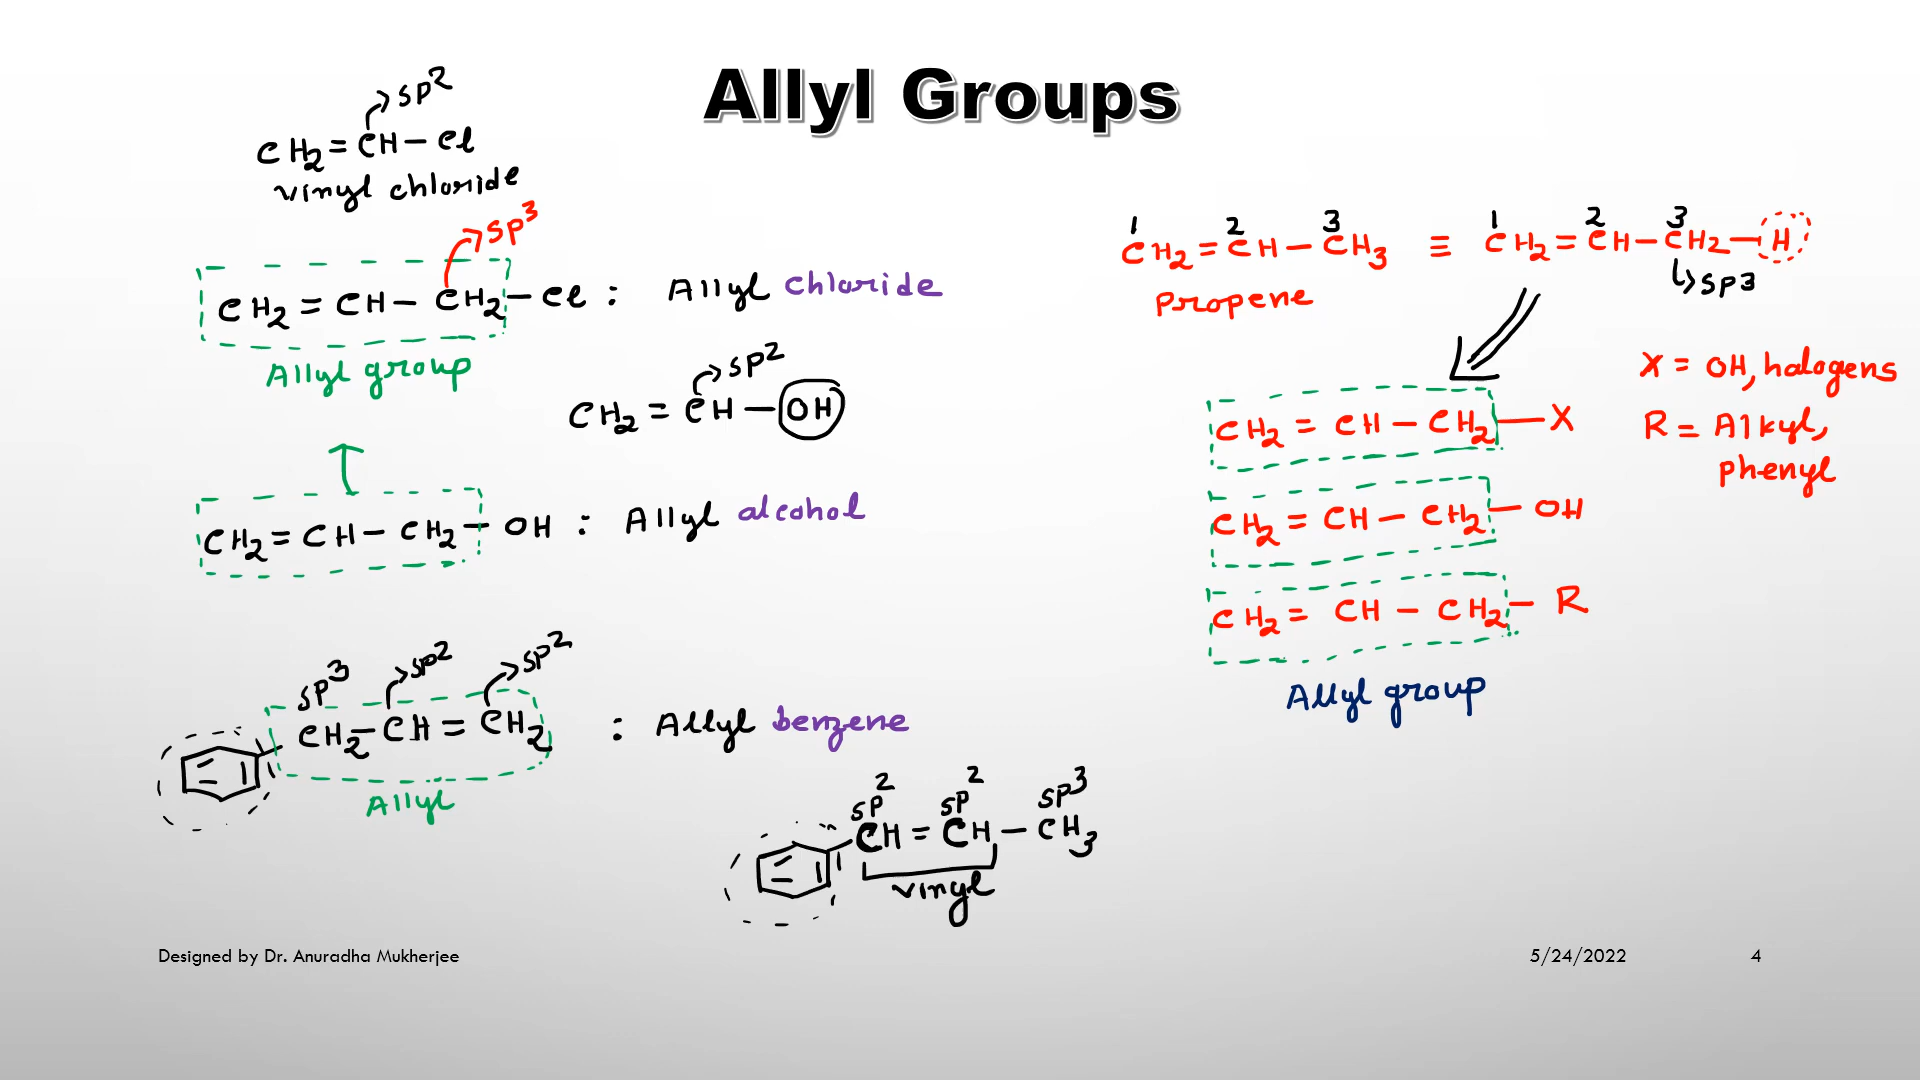 Allyl Groups
sp2
CH2 = CH – Cl
vinyl chloride
sp3
CH2 = CH – CH2 – Cl : Allyl chloride
Allyl group
sp2
CH2 = CH – OH
CH2 = CH – CH2 – OH : Allyl alcohol
sp3 sp2 sp2
CH2 – CH = CH2 : Allyl benzene
Allyl
sp2 sp2 sp3
CH = CH – CH3
vinyl
1 2 3 1 2 3
CH2 = CH – CH3 ≡ CH2 = CH – CH2 – H
Propene
sp3
X = OH, halogens
R = Alkyl,
phenyl
CH2 = CH – CH2 – X
CH2 = CH – CH2 – OH
CH2 = CH – CH2 – R
Allyl group
Designed by Dr. Anuradha Mukherjee
5/24/2022
4